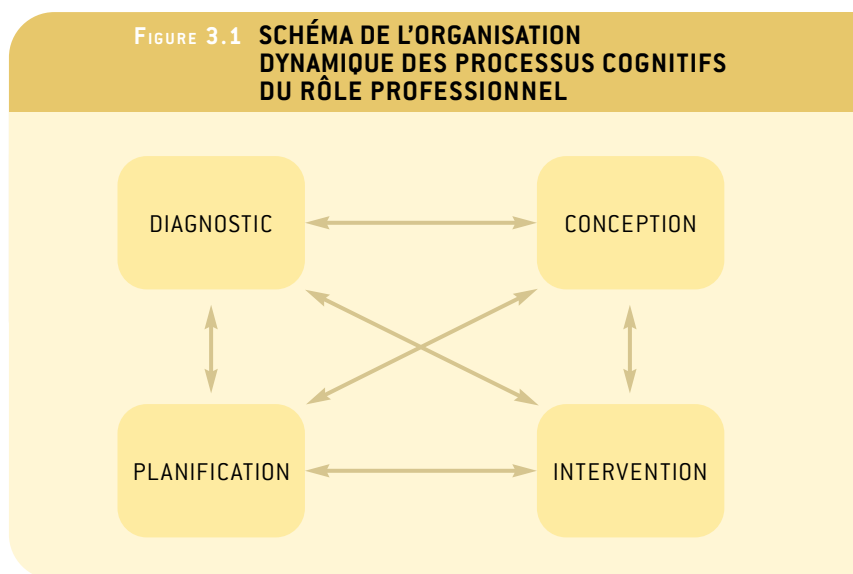 FIGURE 3.1 SCHÉMA DE L'ORGANISATION
DYNAMIQUE DES PROCESSUS COGNITIFS
DU RÔLE PROFESSIONNEL
DIAGNOSTIC
CONCEPTION
PLANIFICATION
INTERVENTION